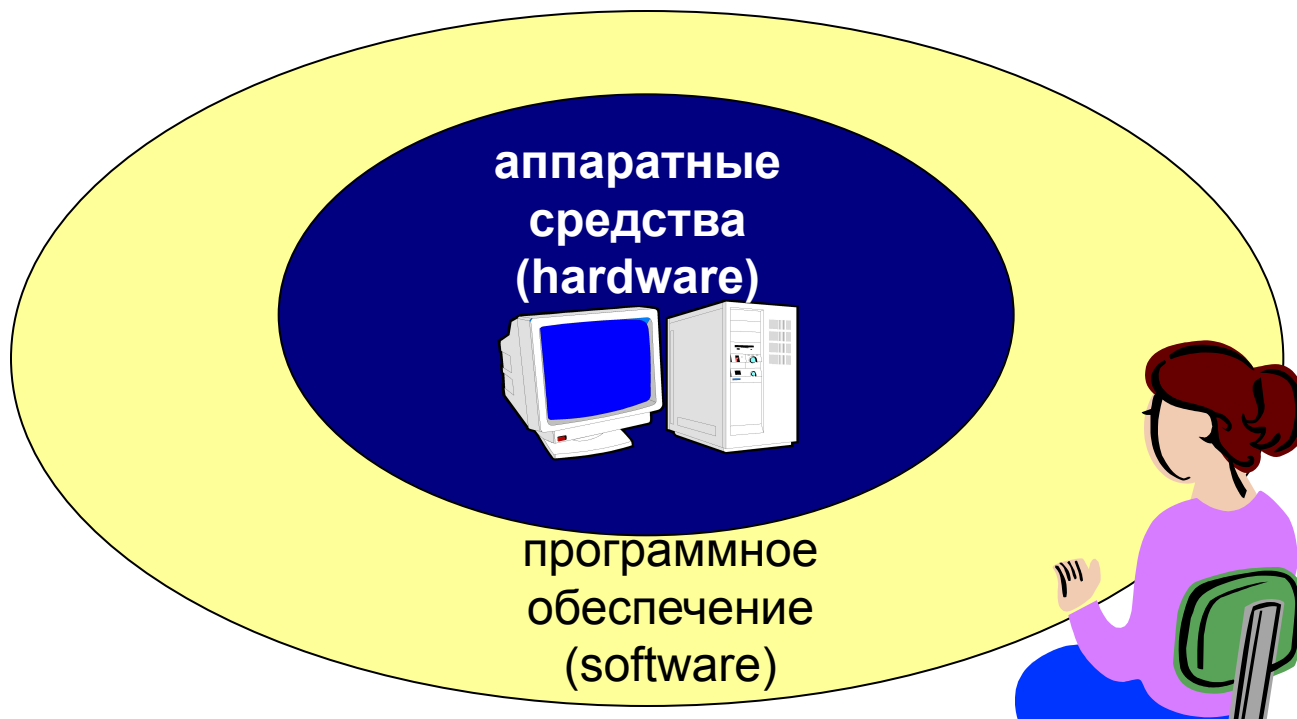 аппаратные
средства
(hardware)
программное
обеспечение
(software)